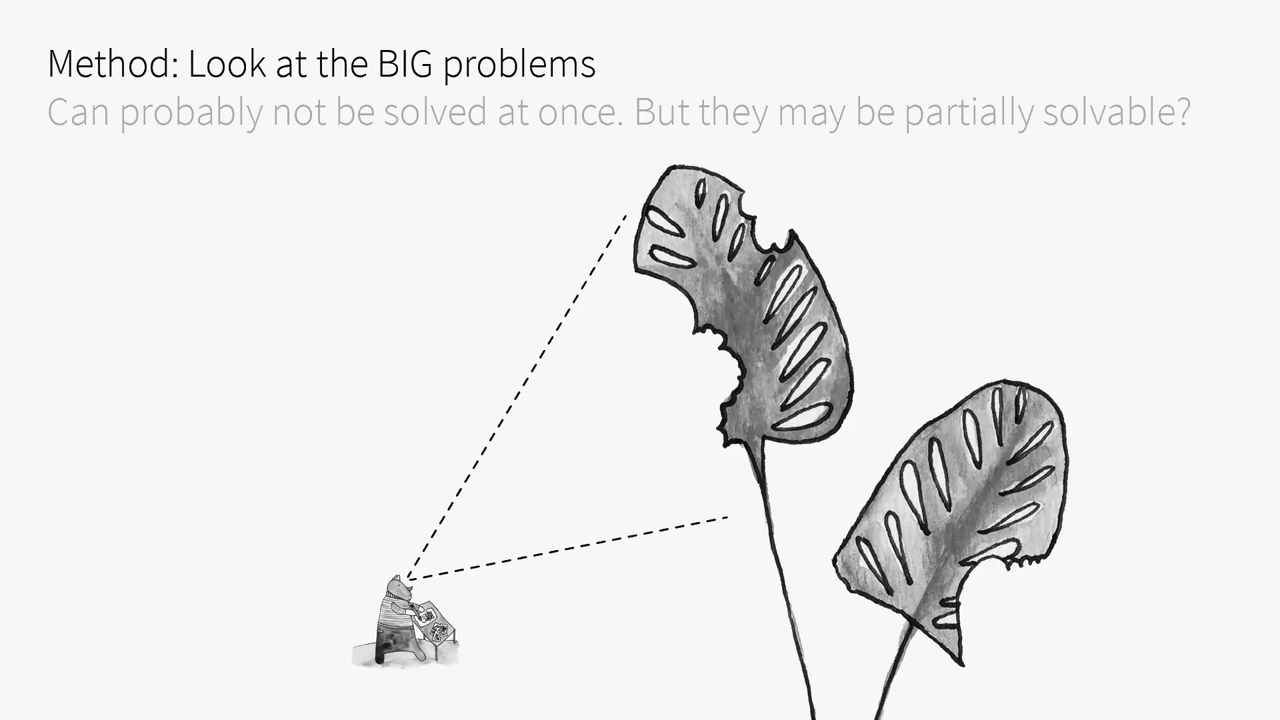 Method: Look at the BIG problems
Can probably not be solved at once. But they may be partially solvable?